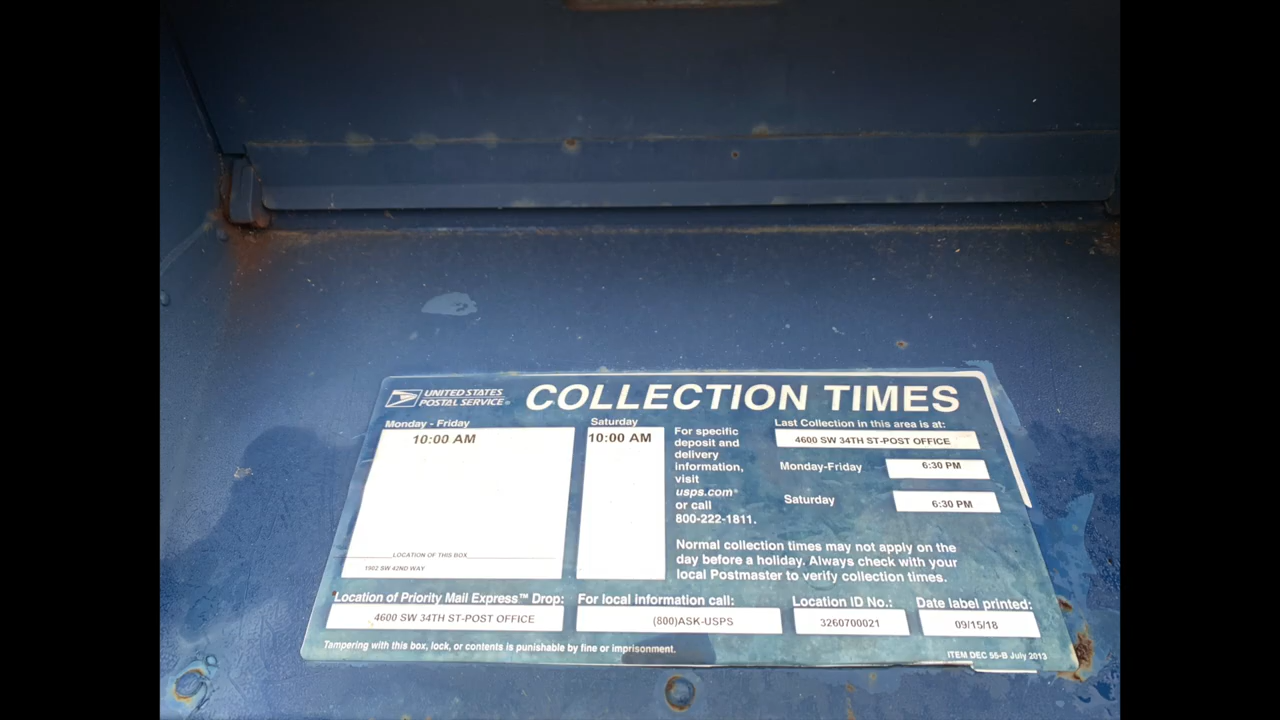 UNITED STATES
POSTAL SERVICE®
COLLECTION TIMES
Monday - Friday
10:00 AM
LOCATION OF THIS BOX
1902 SW 42ND WAY
Saturday
10:00 AM
For specific
deposit and
delivery
information,
visit
usps.com®
or call
800-222-1811.
Last Collection in this area is at:
4600 SW 34TH ST-POST OFFICE
Monday-Friday
6:30 PM
Saturday
6:30 PM
Normal collection times may not apply on the
day before a holiday. Always check with your
local Postmaster to verify collection times.
Location of Priority Mail Express™ Drop:
4600 SW 34TH ST-POST OFFICE
For local information call:
(800)ASK-USPS
Location ID No.:
3260700021
Date label printed:
09/15/18
Tampering with this box, lock, or contents is punishable by fine or imprisonment.
ITEM DEC 55-B July 2013